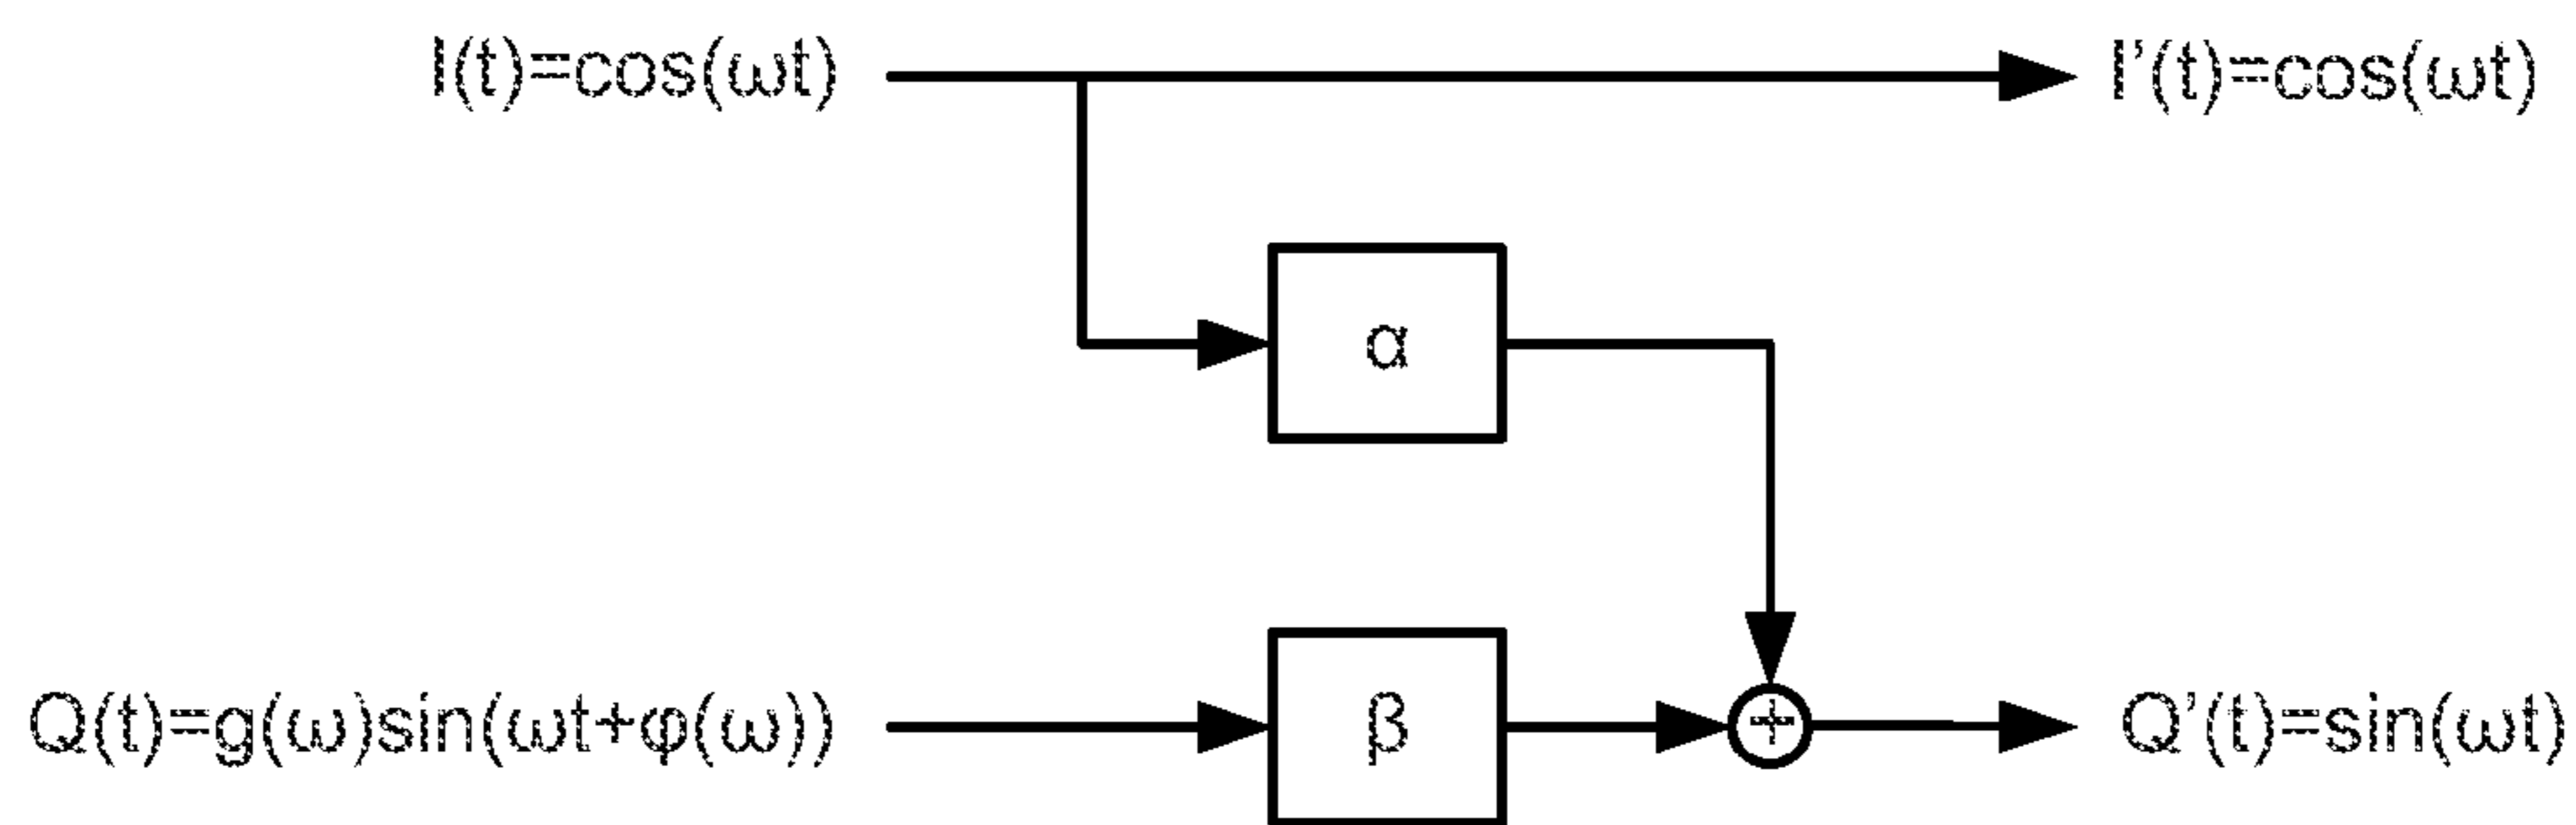 I(t)=cos(ωt)
I’(t)=cos(ωt)
α
Q(t)=g(ω)sin(ωt+φ(ω))
β
+
Q’(t)=sin(ωt)